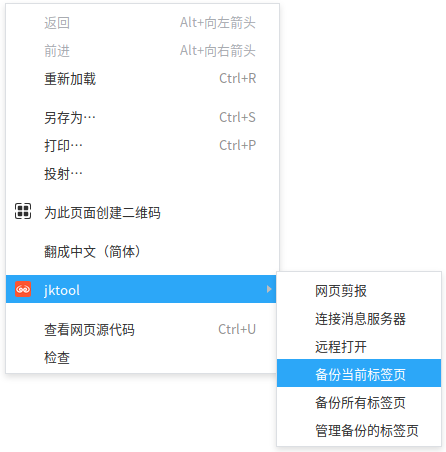 返回 Alt+向左箭头
前进 Alt+向右箭头
重新加载 Ctrl+R
另存为… Ctrl+S
打印… Ctrl+P
投射…
为此页面创建二维码
翻成中文（简体）
jktool
查看网页源代码 Ctrl+U
检查
网页剪报
连接消息服务器
远程打开
备份当前标签页
备份所有标签页
管理备份的标签页